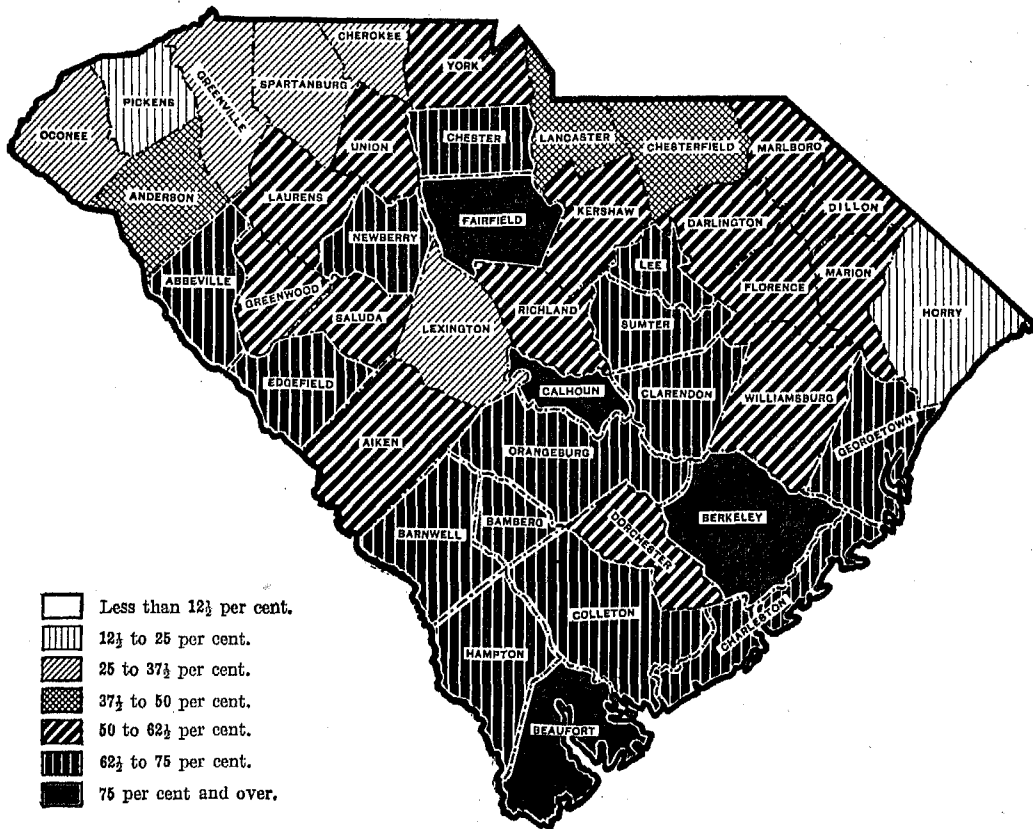 CHEROKEE
YORK
SPARTANBURG
GREENVILLE
PICKENS
OCONEE
CHESTER
LANCASTER
CHESTERFIELD
MARLBORO
UNION
ANDERSON
LAURENS
FAIRFIELD
KERSHAW
DARLINGTON
DILLON
NEWBERRY
LEE
MARION
ABBEVILLE
GREENWOOD
FLORENCE
SALUDA
RICHLAND
HORRY
LEXINGTON
SUMTER
EDGEFIELD
CALHOUN
CLARENDON
WILLIAMSBURG
AIKEN
ORANGEBURG
GEORGETOWN
BERKELEY
BARNWELL
BAMBERG
DORCHESTER
COLLETON
CHARLESTON
HAMPTON
BEAUFORT
Less than 12½ per cent.
12½ to 25 per cent.
25 to 37½ per cent.
37½ to 50 per cent.
50 to 62½ per cent.
62½ to 75 per cent.
75 per cent and over.